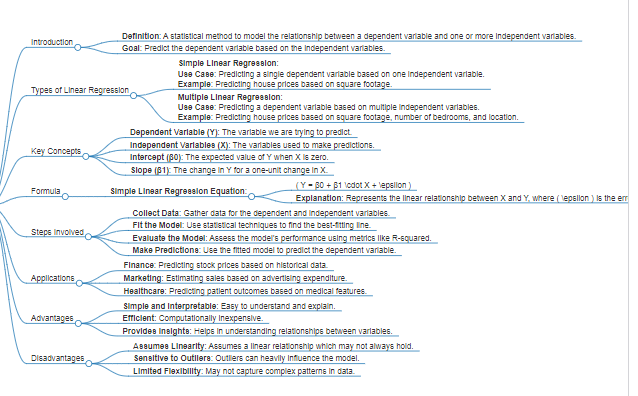 Introduction
Definition: A statistical method to model the relationship between a dependent variable and one or more independent variables.
Goal: Predict the dependent variable based on the independent variables.
Types of Linear Regression
Simple Linear Regression:
Use Case: Predicting a single dependent variable based on one independent variable.
Example: Predicting house prices based on square footage.
Multiple Linear Regression:
Use Case: Predicting a dependent variable based on multiple independent variables.
Example: Predicting house prices based on square footage, number of bedrooms, and location.
Key Concepts
Dependent Variable (Y): The variable we are trying to predict.
Independent Variables (X): The variables used to make predictions.
Intercept (β0): The expected value of Y when X is zero.
Slope (β1): The change in Y for a one-unit change in X.
Formula
Simple Linear Regression Equation:
( Y = β0 + β1 \cdot X + \epsilon )
Explanation: Represents the linear relationship between X and Y, where ( \epsilon ) is the err
Steps Involved
Collect Data: Gather data for the dependent and independent variables.
Fit the Model: Use statistical techniques to find the best-fitting line.
Evaluate the Model: Assess the model's performance using metrics like R-squared.
Make Predictions: Use the fitted model to predict the dependent variable.
Applications
Finance: Predicting stock prices based on historical data.
Marketing: Estimating sales based on advertising expenditure.
Healthcare: Predicting patient outcomes based on medical features.
Advantages
Simple and Interpretable: Easy to understand and explain.
Efficient: Computationally inexpensive.
Provides Insights: Helps in understanding relationships between variables.
Disadvantages
Assumes Linearity: Assumes a linear relationship which may not always hold.
Sensitive to Outliers: Outliers can heavily influence the model.
Limited Flexibility: May not capture complex patterns in data.